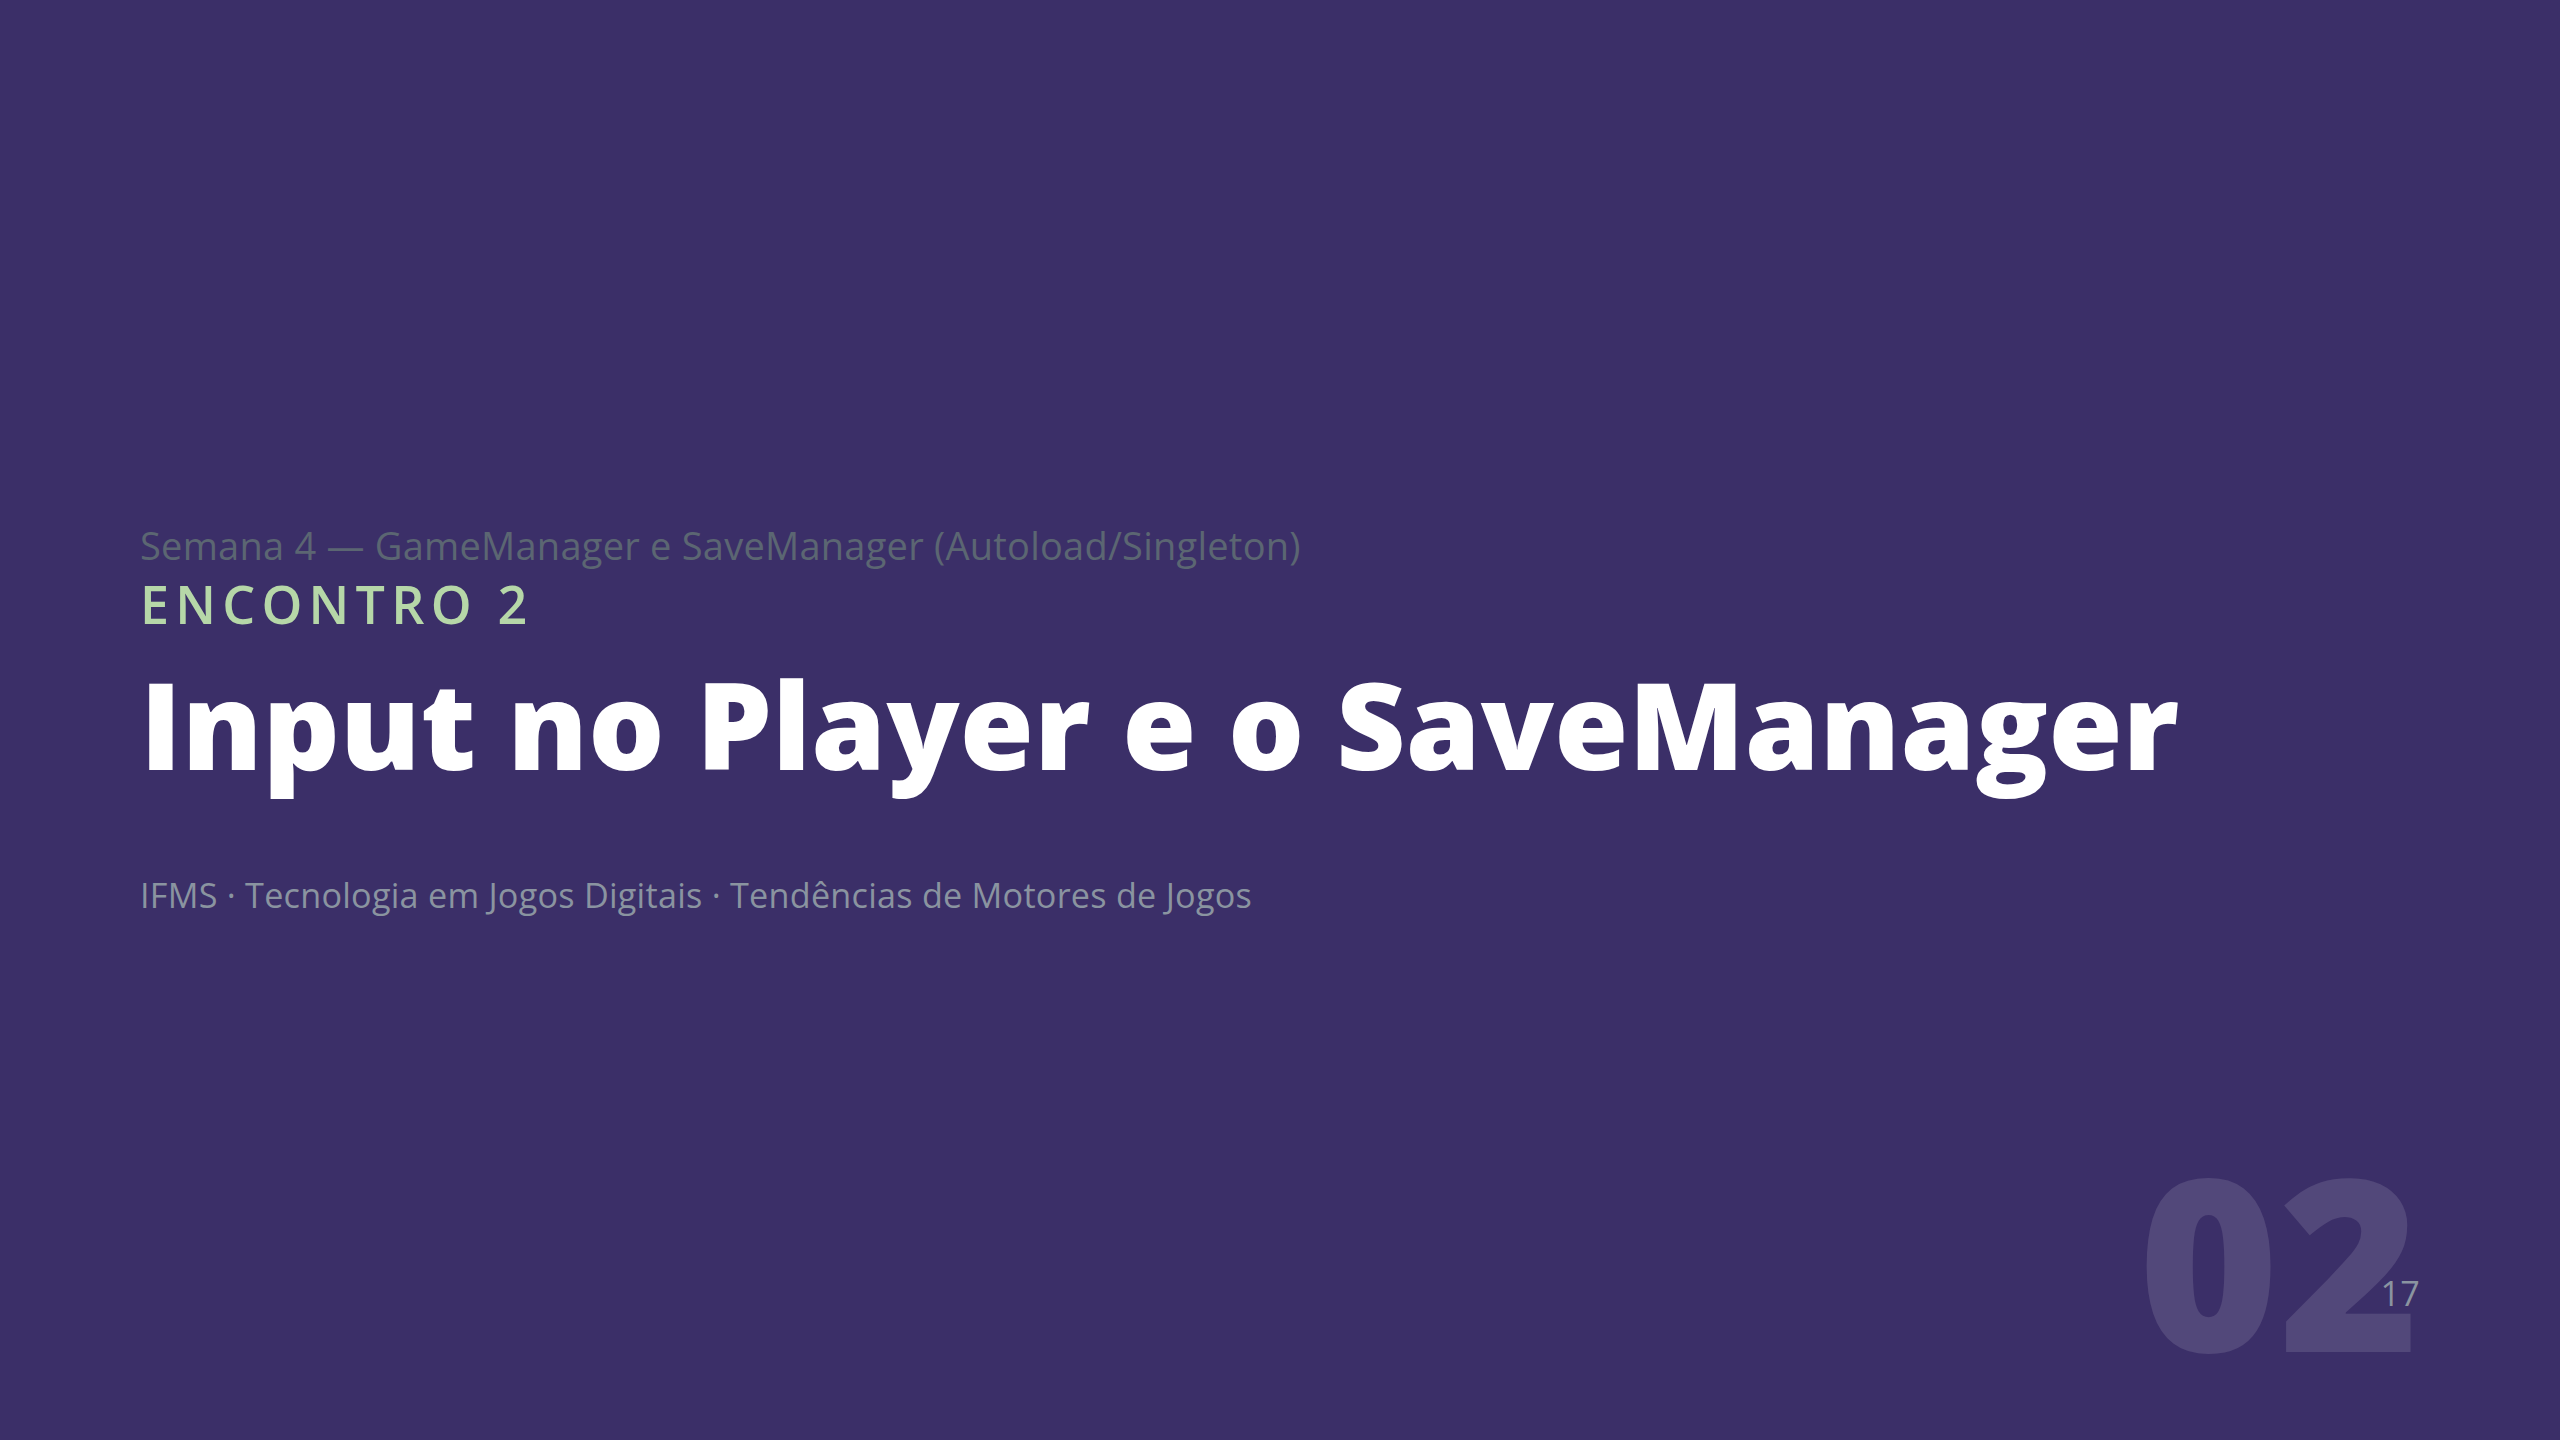 Semana 4 — GameManager e SaveManager (Autoload/Singleton)
ENCONTRO 2
Input no Player e o SaveManager
IFMS · Tecnologia em Jogos Digitais · Tendências de Motores de Jogos
02
17